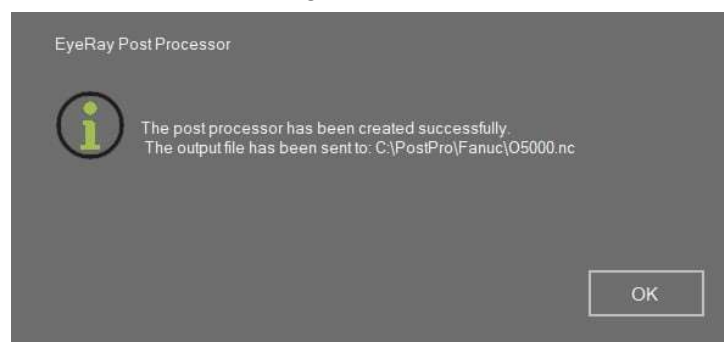 EyeRay Post Processor
The post processor has been created successfully.
The output file has been sent to: C:\PostPro\Fanuc\O5000.nc
OK